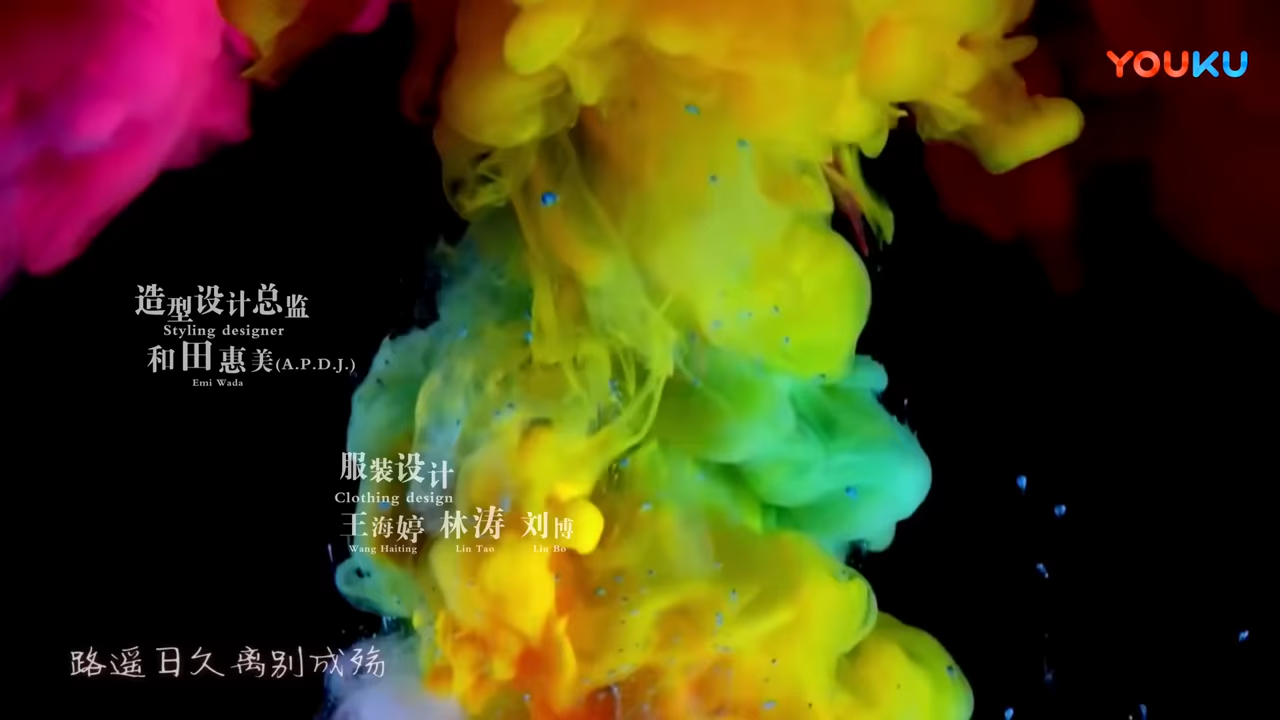 YOUKU
造型设计总监
Styling designer
和田惠美(A.P.D.J.)
Emi Wada
服装设计
Clothing design
王海婷 林涛 刘博
Wang Haiting Lin Tao Liu Bo
路遥日久离别成殇